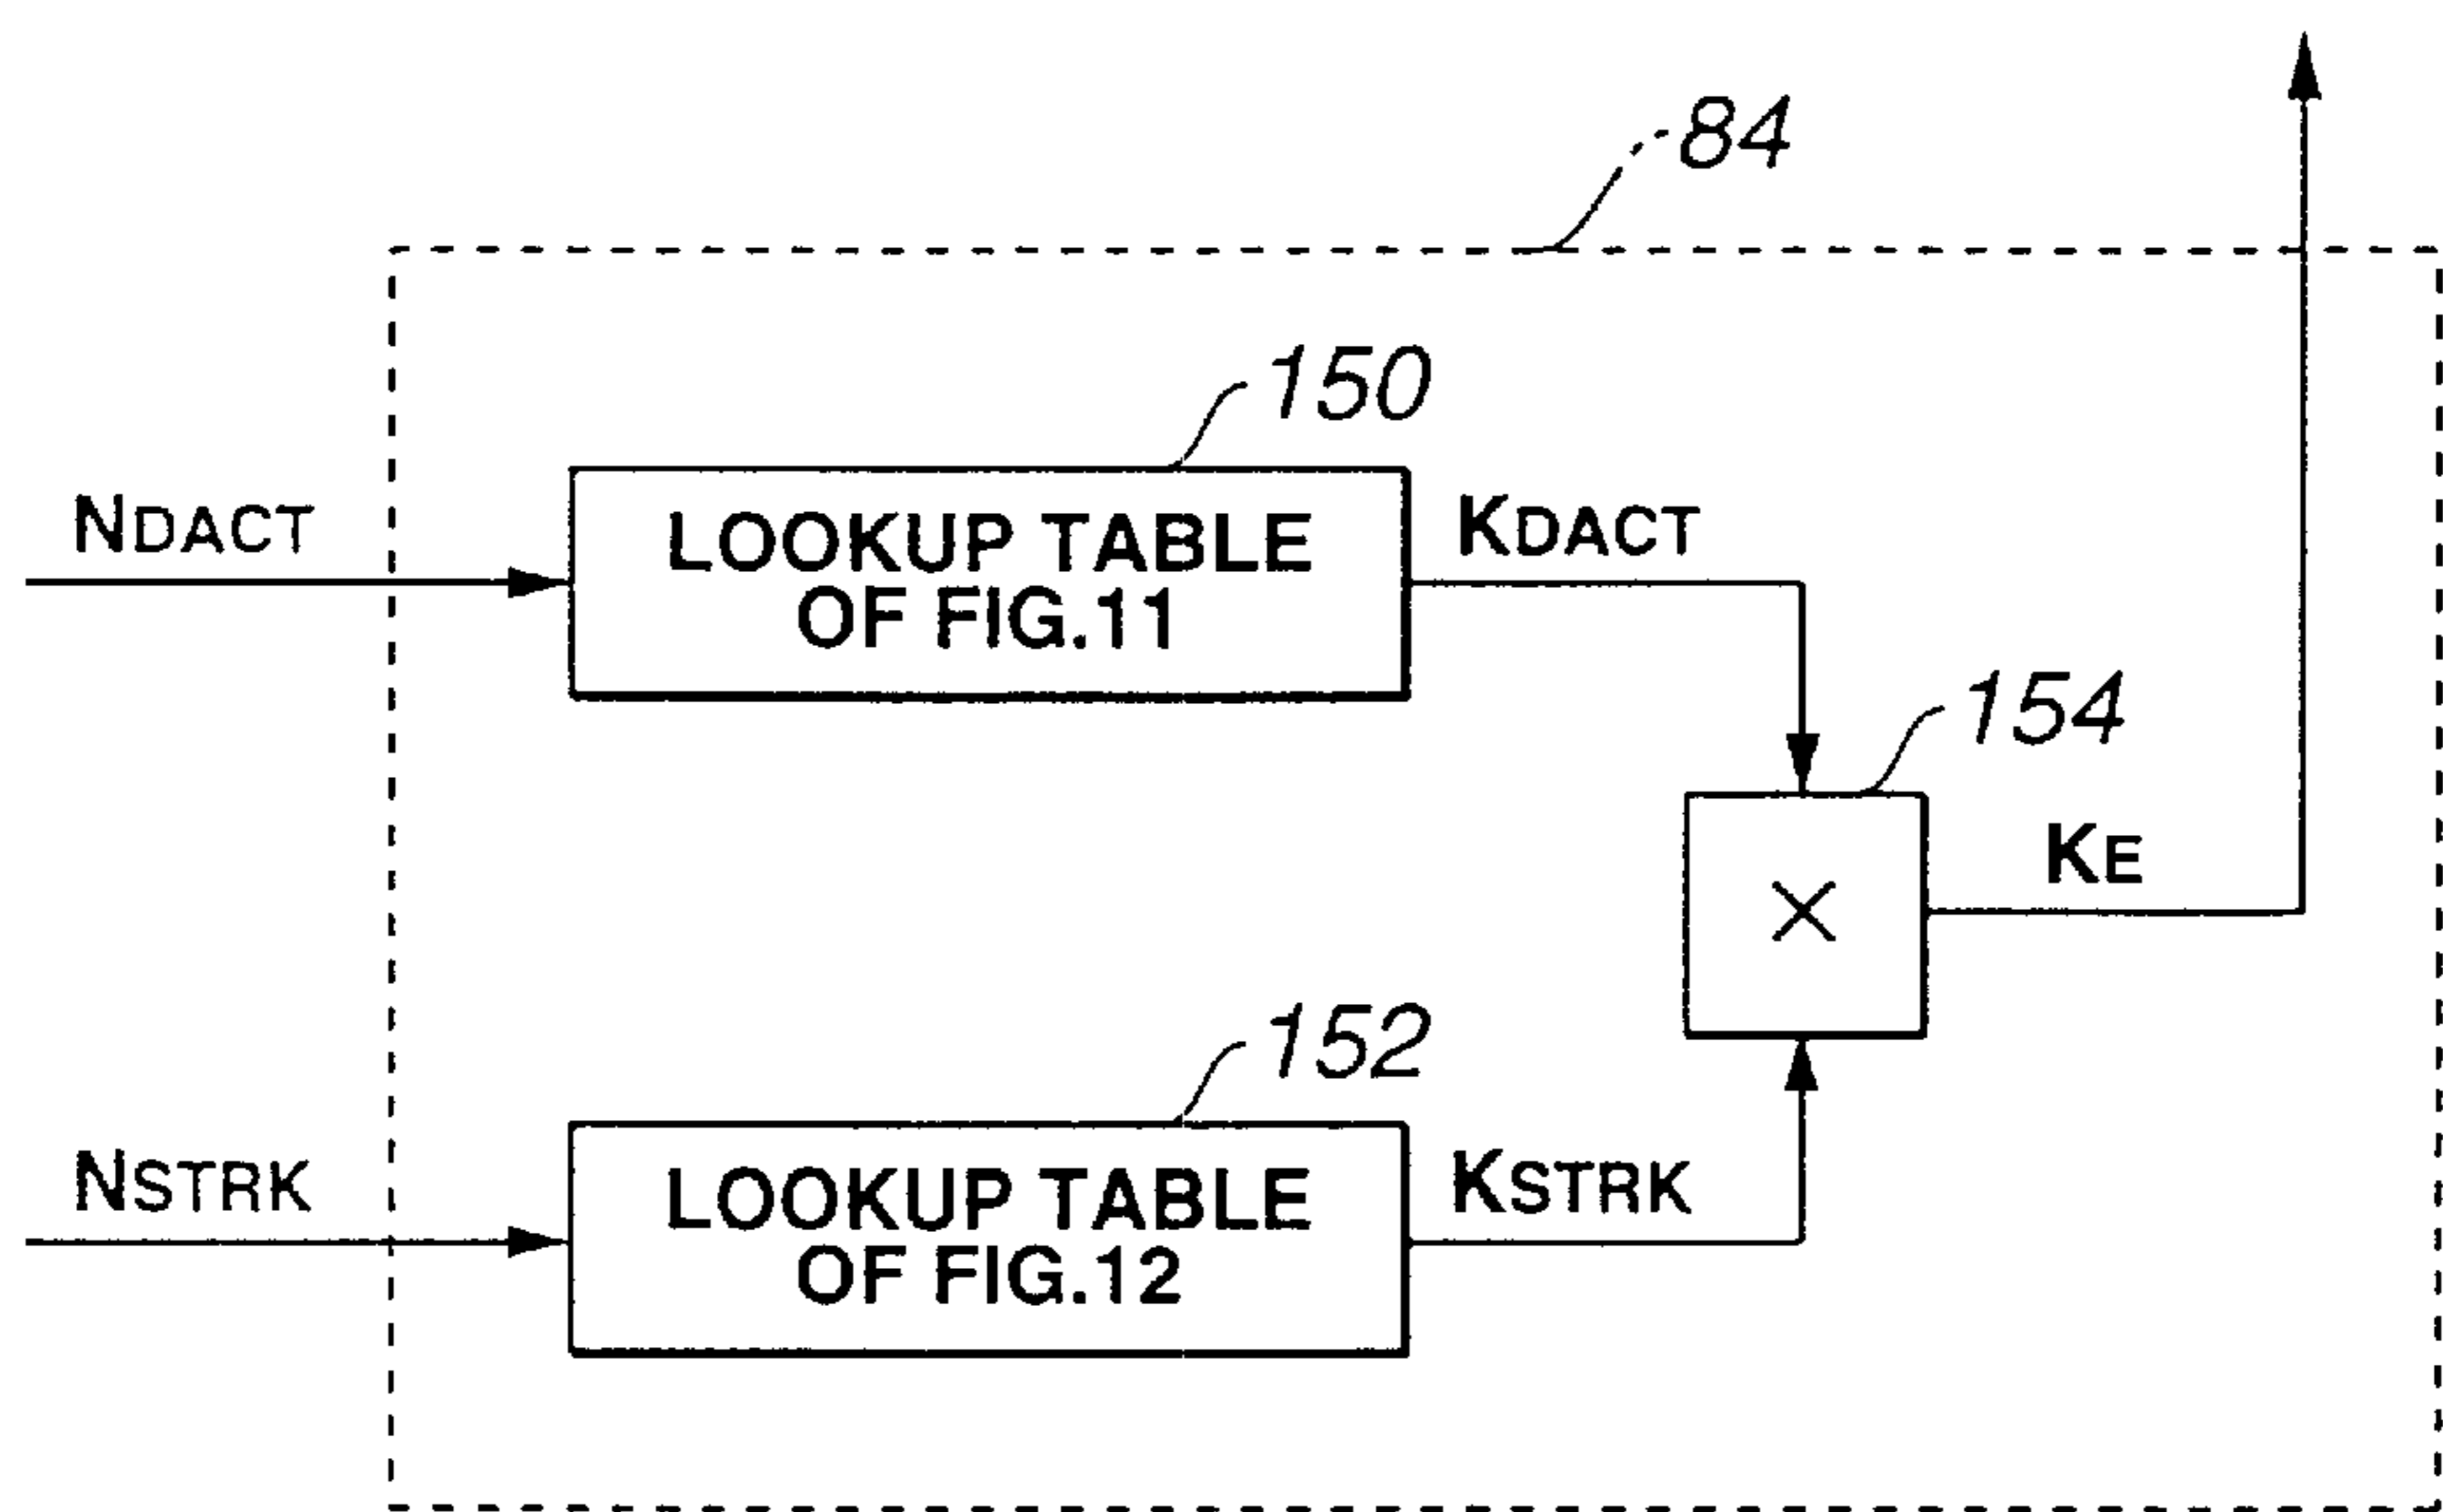 84
150
NDACT
LOOKUP TABLE
OF FIG.11
KDACT
154
×
KE
152
NSTRK
LOOKUP TABLE
OF FIG.12
KSTRK